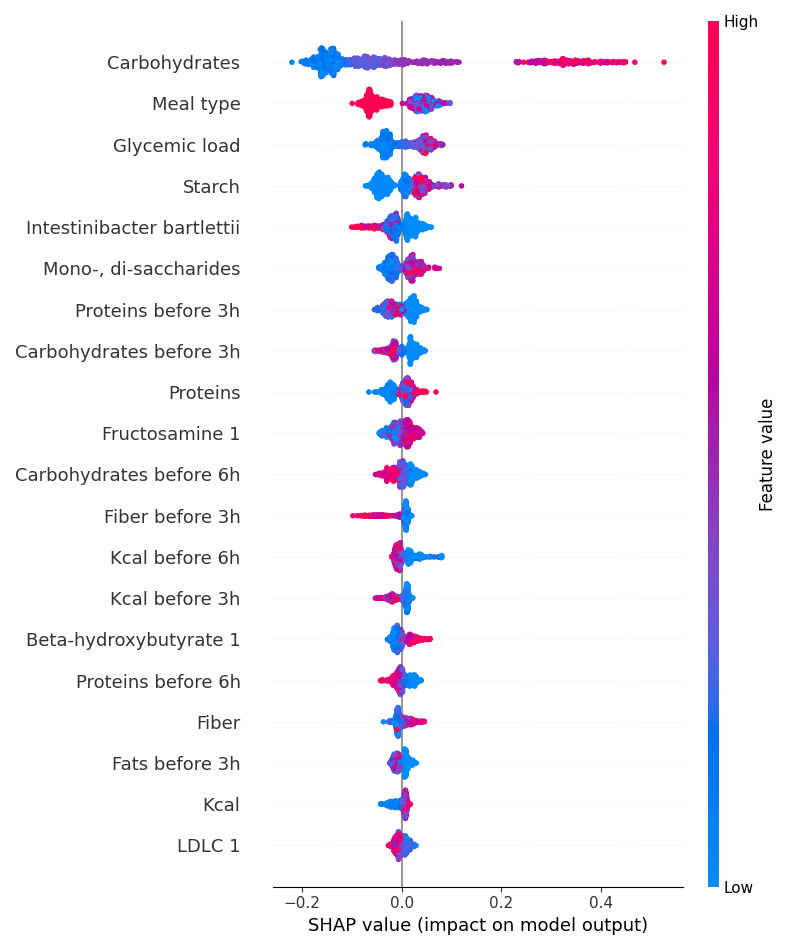 High
Carbohydrates
Meal type
Glycemic load
Starch
Intestinibacter bartlettii
Mono-, di-saccharides
Proteins before 3h
Carbohydrates before 3h
Proteins
Fructosamine 1
Carbohydrates before 6h
Fiber before 3h
Kcal before 6h
Kcal before 3h
Beta-hydroxybutyrate 1
Proteins before 6h
Fiber
Fats before 3h
Kcal
LDLC 1
Feature value
Low
−0.2 0.0 0.2 0.4
SHAP value (impact on model output)